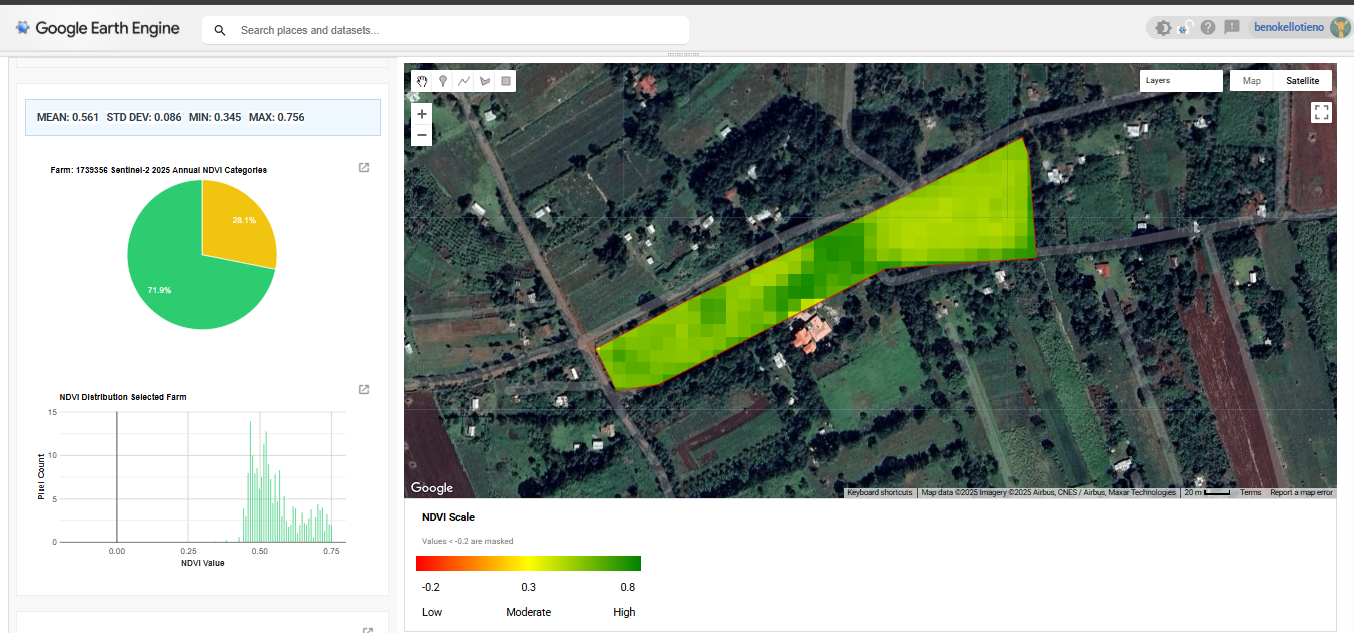 Google Earth Engine
Search places and datasets...
benokellotieno
MEAN: 0.561 STD DEV: 0.086 MIN: 0.345 MAX: 0.756
Farm: 1739356 Sentinel-2 2025 Annual NDVI Categories
28.1%
71.9%
NDVI Distribution Selected Farm
Pixel Count
15
10
5
0
0.00 0.25 0.50 0.75
NDVI Value
+
−
Layers
Map Satellite
Google
Keyboard shortcuts Map data ©2025 Imagery ©2025 Airbus, CNES / Airbus, Maxar Technologies 20 m Terms Report a map error
NDVI Scale
Values < -0.2 are masked
-0.2 0.3 0.8
Low Moderate High